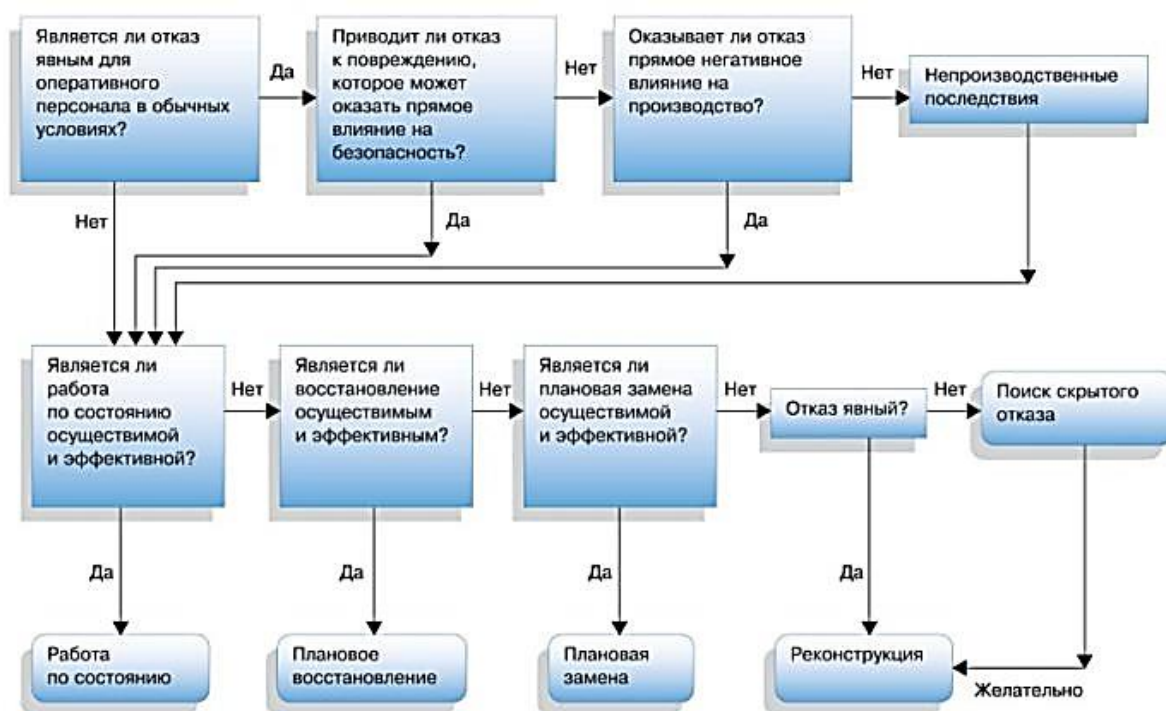 Является ли отказ
явным для
оперативного
персонала в обычных
условиях?
Да
Приводит ли отказ
к повреждению,
которое может
оказать прямое
влияние на
безопасность?
Нет
Оказывает ли отказ
прямое негативное
влияние на
производство?
Нет
Непроизводственные
последствия
Нет
Да
Да
Является ли
работа
по состоянию
осуществимой
и эффективной?
Нет
Является ли
восстановление
осуществимым
и эффективным?
Нет
Является ли
плановая замена
осуществимой
и эффективной?
Нет
Отказ явный?
Нет
Поиск скрытого
отказа
Да
Да
Да
Да
Работа
по состоянию
Плановое
восстановление
Плановая
замена
Реконструкция
Желательно